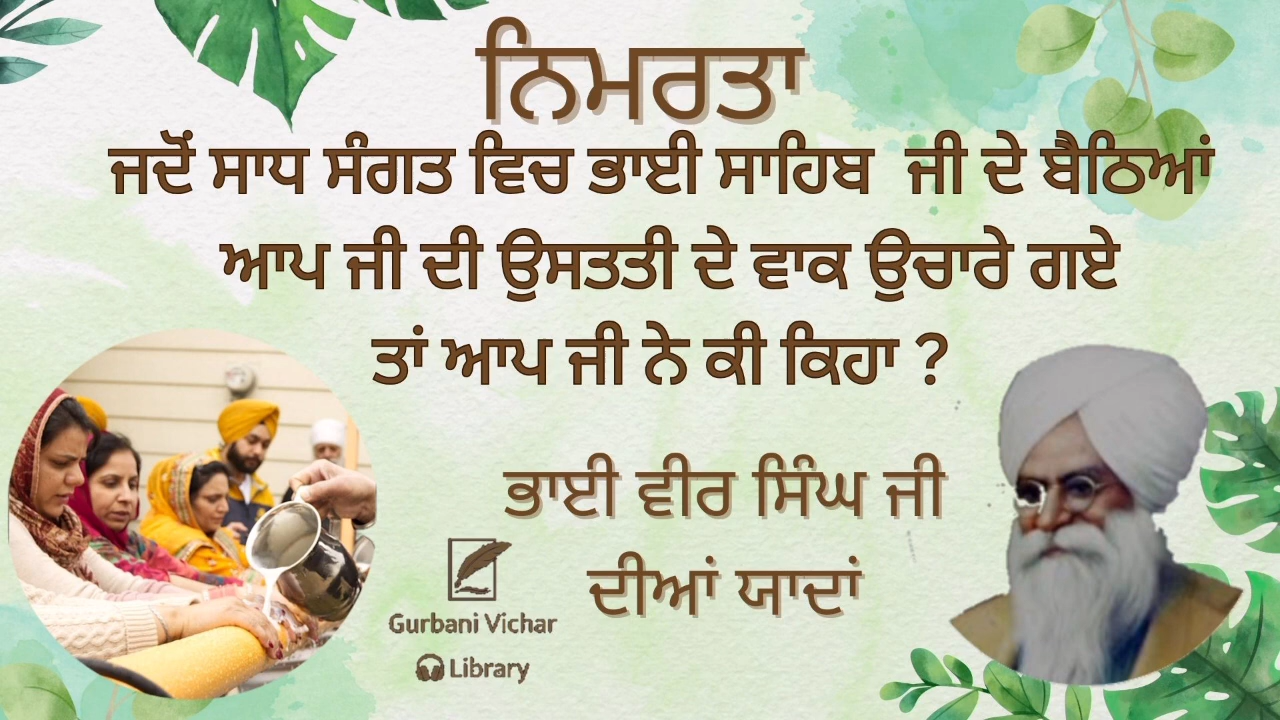 ਨਿਮਰਤਾ
ਜਦੋਂ ਸਾਧ ਸੰਗਤ ਵਿਚ ਭਾਈ ਸਾਹਿਬ ਜੀ ਦੇ ਬੈਠਿਆਂ
ਆਪ ਜੀ ਦੀ ਉਸਤਤੀ ਦੇ ਵਾਕ ਉਚਾਰੇ ਗਏ
ਤਾਂ ਆਪ ਜੀ ਨੇ ਕੀ ਕਿਹਾ ?
ਭਾਈ ਵੀਰ ਸਿੰਘ ਜੀ
ਦੀਆਂ ਯਾਦਾਂ
Gurbani Vichar
Library